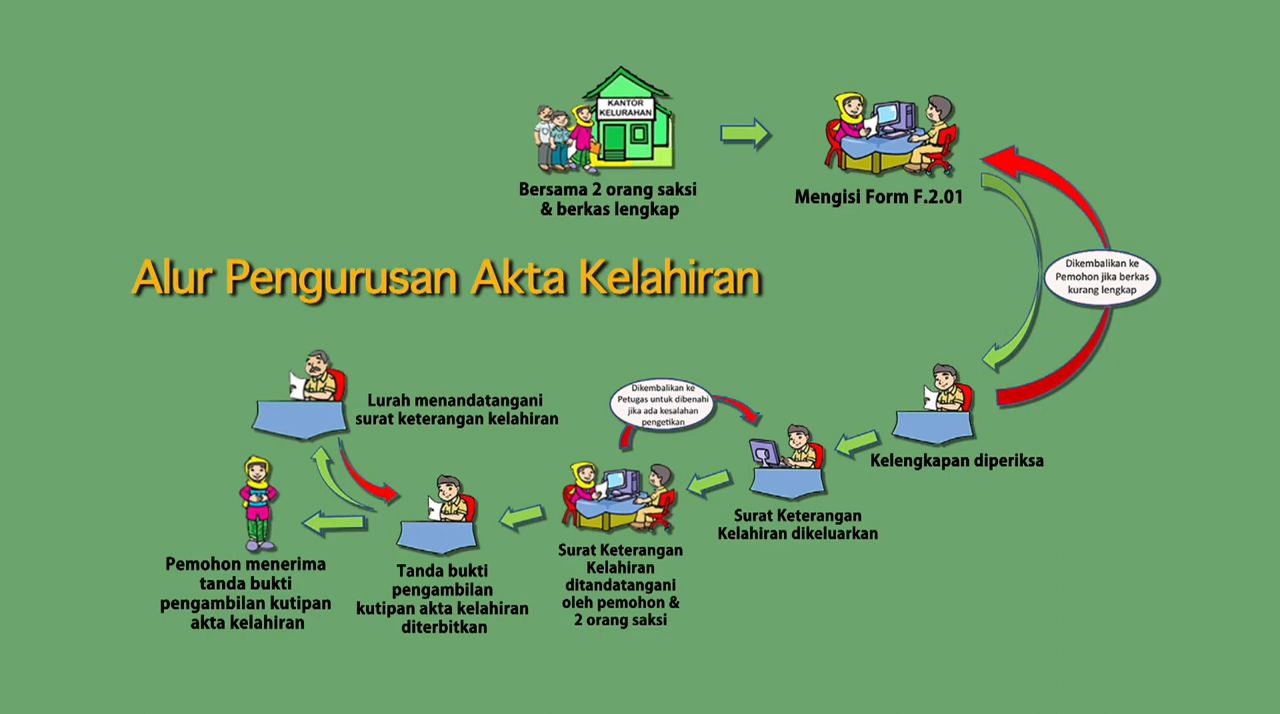 KANTOR
KELURAHAN
Bersama 2 orang saksi
& berkas lengkap
Mengisi Form F.2.01
Dikembalikan ke
Pemohon jika berkas
kurang lengkap
Alur Pengurusan Akta Kelahiran
Kelengkapan diperiksa
Dikembalikan ke
Petugas untuk dibenahi
jika ada kesalahan
pengetikan
Surat Keterangan
Kelahiran dikeluarkan
Surat Keterangan
Kelahiran
ditandatangani
oleh pemohon &
2 orang saksi
Lurah menandatangani
surat keterangan kelahiran
Tanda bukti
pengambilan
kutipan akta kelahiran
diterbitkan
Pemohon menerima
tanda bukti
pengambilan kutipan
akta kelahiran